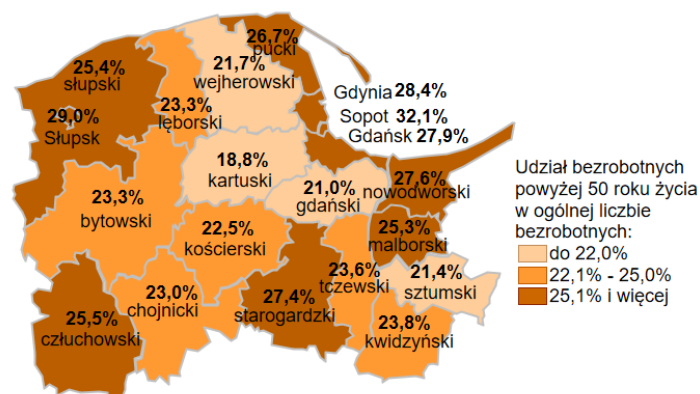 26,7%
pucki
25,4%
słupski
21,7%
wejherowski
Gdynia 28,4%
Sopot 32,1%
Gdańsk 27,9%
29,0%
Słupsk
23,3%
lęborski
18,8%
kartuski
27,6%
nowodworski
21,0%
gdański
23,3%
bytowski
22,5%
kościerski
25,3%
malborski
23,6%
tczewski
21,4%
sztumski
23,0%
chojnicki
27,4%
starogardzki
25,5%
człuchowski
23,8%
kwidzyński
Udział bezrobotnych
powyżej 50 roku życia
w ogólnej liczbie
bezrobotnych:
do 22,0%
22,1% - 25,0%
25,1% i więcej